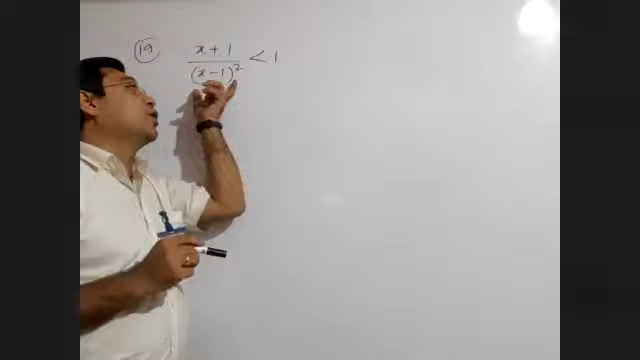 (19) x + 1 / (x - 1)² < 1